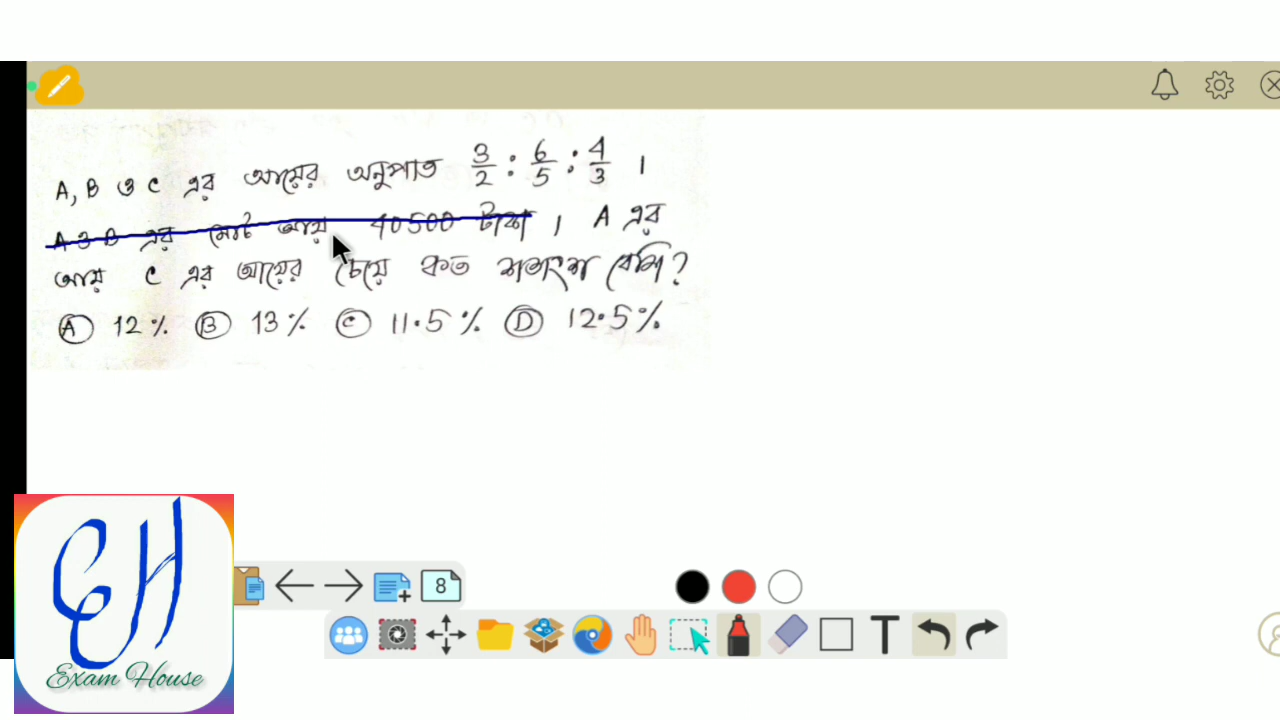 A, B ও C এর আয়ের অনুপাত 3/2 : 6/5 : 4/3 ।
A ও B এর মোট আয় 40500 টাকা । A এর
আয় C এর আয়ের চেয়ে কত শতাংশ বেশি?
(A) 12% (B) 13% (C) 11.5% (D) 12.5%
8
T
EH
Exam House